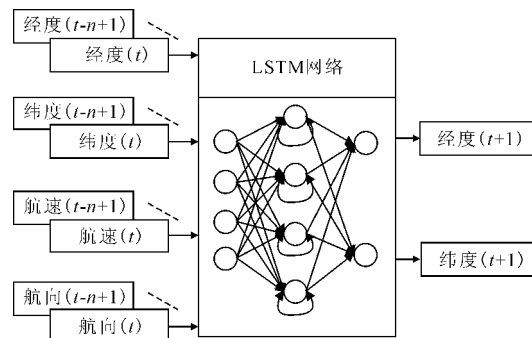 经度(t-n+1)
经度(t)
LSTM网络
纬度(t-n+1)
纬度(t)
经度(t+1)
航速(t-n+1)
航速(t)
纬度(t+1)
航向(t-n+1)
航向(t)